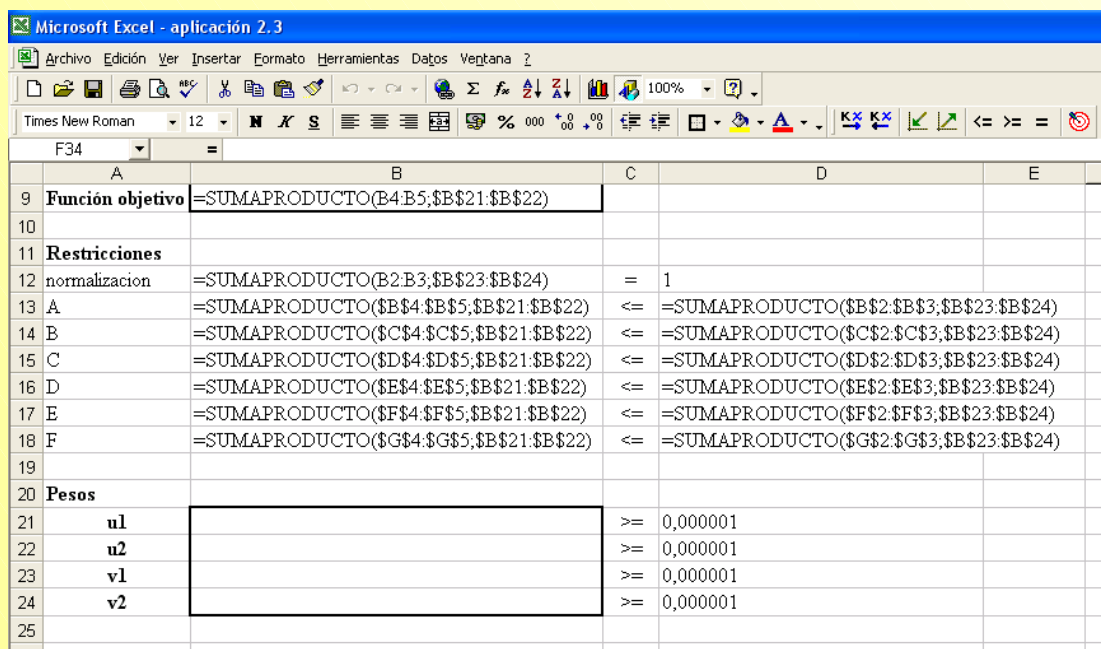 Microsoft Excel - aplicación 2.3
Archivo Edición Ver Insertar Formato Herramientas Datos Ventana ?
100%
Times New Roman 12 N K S % 000 <= >= =
F34 =
A B C D E
9 Función objetivo =SUMAPRODUCTO(B4:B5;$B$21:$B$22)
10
11 Restricciones
12 normalizacion =SUMAPRODUCTO(B2:B3;$B$23:$B$24) = 1
13 A =SUMAPRODUCTO($B$4:$B$5;$B$21:$B$22) <= =SUMAPRODUCTO($B$2:$B$3;$B$23:$B$24)
14 B =SUMAPRODUCTO($C$4:$C$5;$B$21:$B$22) <= =SUMAPRODUCTO($C$2:$C$3;$B$23:$B$24)
15 C =SUMAPRODUCTO($D$4:$D$5;$B$21:$B$22) <= =SUMAPRODUCTO($D$2:$D$3;$B$23:$B$24)
16 D =SUMAPRODUCTO($E$4:$E$5;$B$21:$B$22) <= =SUMAPRODUCTO($E$2:$E$3;$B$23:$B$24)
17 E =SUMAPRODUCTO($F$4:$F$5;$B$21:$B$22) <= =SUMAPRODUCTO($F$2:$F$3;$B$23:$B$24)
18 F =SUMAPRODUCTO($G$4:$G$5;$B$21:$B$22) <= =SUMAPRODUCTO($G$2:$G$3;$B$23:$B$24)
19
20 Pesos
21 u1 >= 0,000001
22 u2 >= 0,000001
23 v1 >= 0,000001
24 v2 >= 0,000001
25